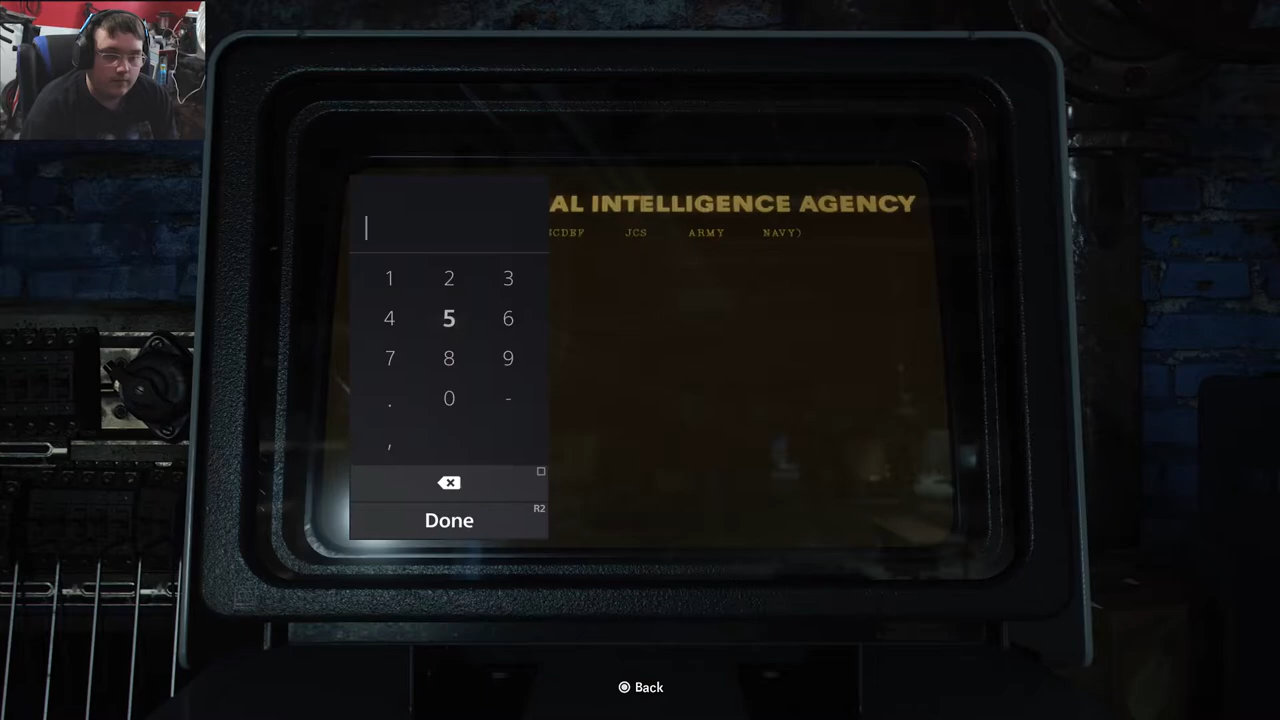 AL INTELLIGENCE AGENCY
CDEF JCS ARMY NAVY)
1 2 3
4 5 6
7 8 9
. 0 -
,
R2
Done
Back